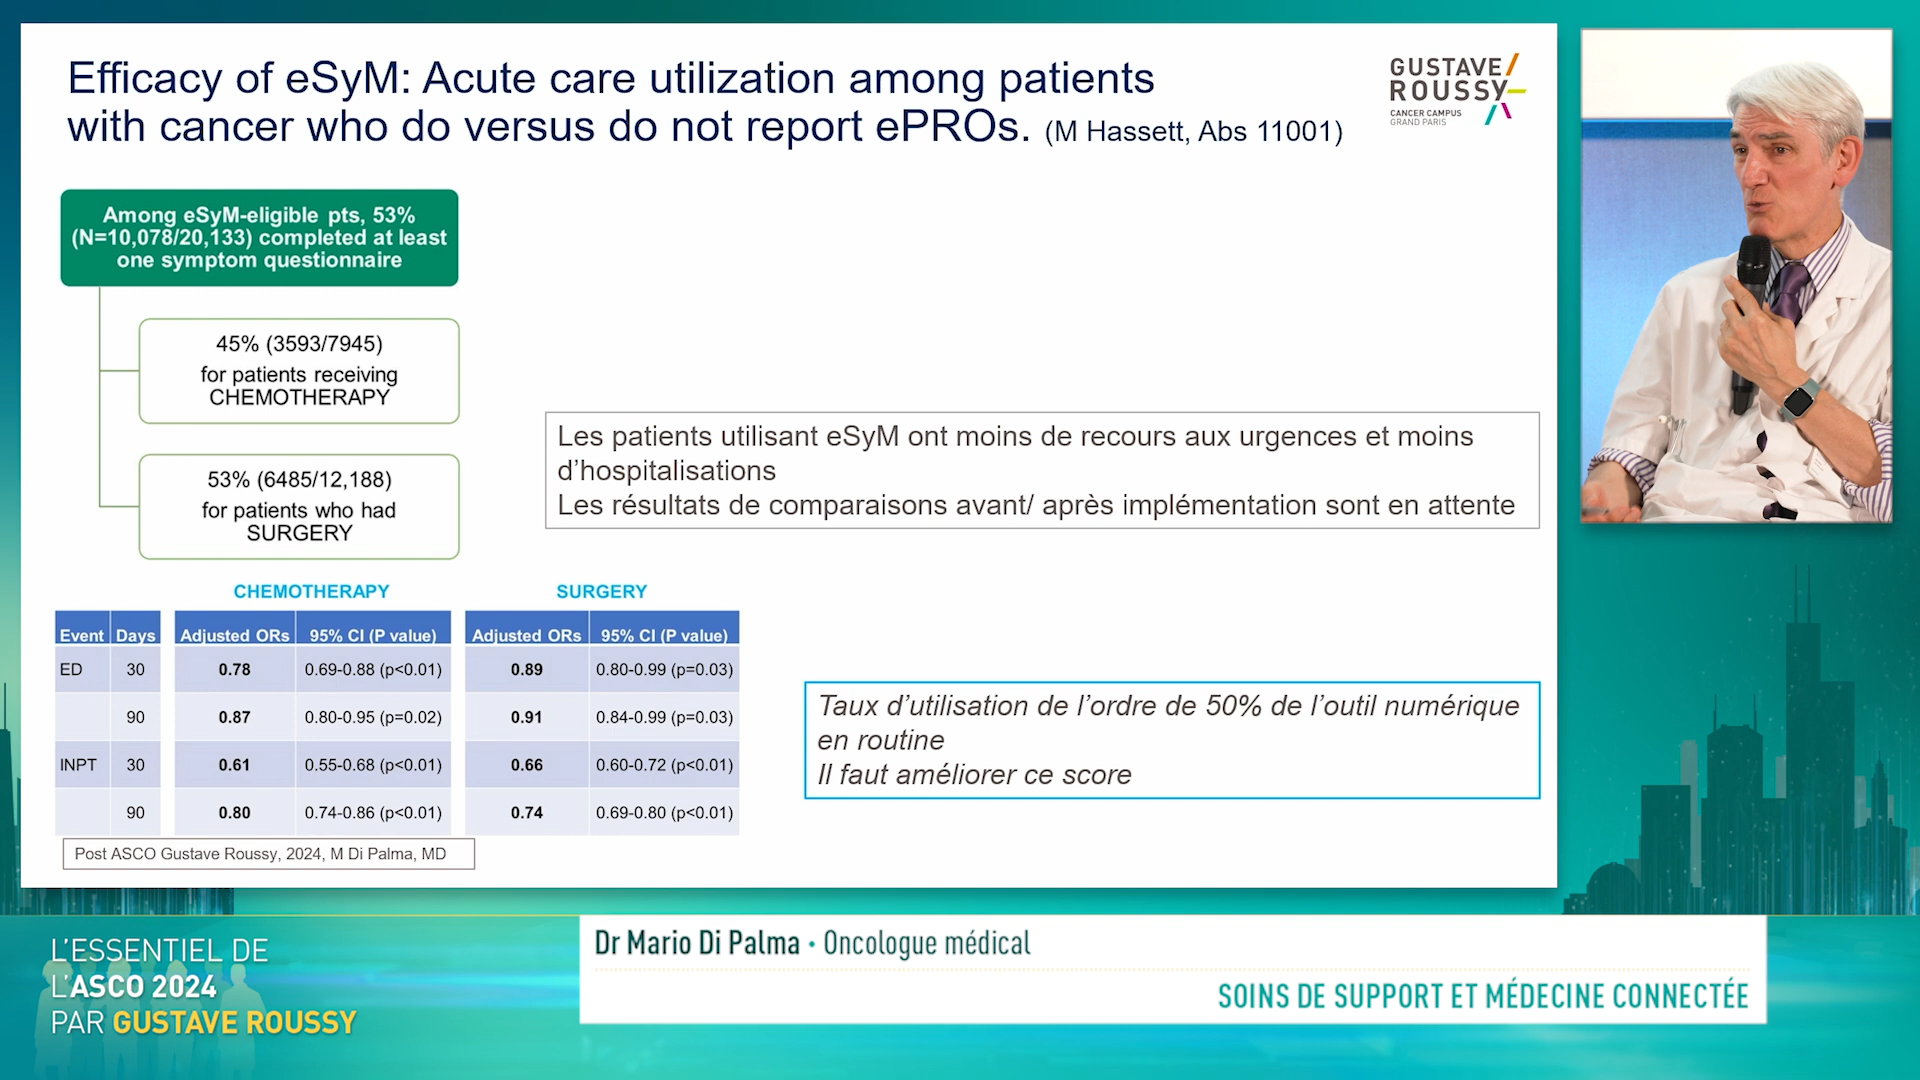 Efficacy of eSyM: Acute care utilization among patients
with cancer who do versus do not report ePROs. (M Hassett, Abs 11001)
GUSTAVE
ROUSSY
CANCER CAMPUS
GRAND PARIS
Among eSyM-eligible pts, 53%
(N=10,078/20,133) completed at least
one symptom questionnaire
45% (3593/7945)
for patients receiving
CHEMOTHERAPY
53% (6485/12,188)
for patients who had
SURGERY
Les patients utilisant eSyM ont moins de recours aux urgences et moins
d’hospitalisations
Les résultats de comparaisons avant/ après implémentation sont en attente
CHEMOTHERAPY SURGERY
Event Days Adjusted ORs 95% CI (P value) Adjusted ORs 95% CI (P value)
ED 30 0.78 0.69-0.88 (p<0.01) 0.89 0.80-0.99 (p=0.03)
90 0.87 0.80-0.95 (p=0.02) 0.91 0.84-0.99 (p=0.03)
INPT 30 0.61 0.55-0.68 (p<0.01) 0.66 0.60-0.72 (p<0.01)
90 0.80 0.74-0.86 (p<0.01) 0.74 0.69-0.80 (p<0.01)
Taux d’utilisation de l’ordre de 50% de l’outil numérique
en routine
Il faut améliorer ce score
Post ASCO Gustave Roussy, 2024, M Di Palma, MD
L’ESSENTIEL DE
L’ASCO 2024
PAR GUSTAVE ROUSSY
Dr Mario Di Palma • Oncologue médical
SOINS DE SUPPORT ET MÉDECINE CONNECTÉE